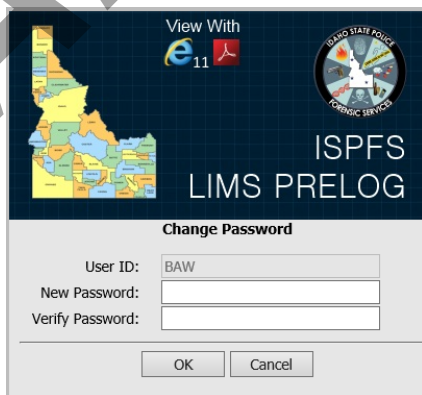 View With
11
IDAHO STATE POLICE
FORENSIC SERVICES
ISPFS
LIMS PRELOG
Change Password
User ID: BAW
New Password:
Verify Password:
OK Cancel